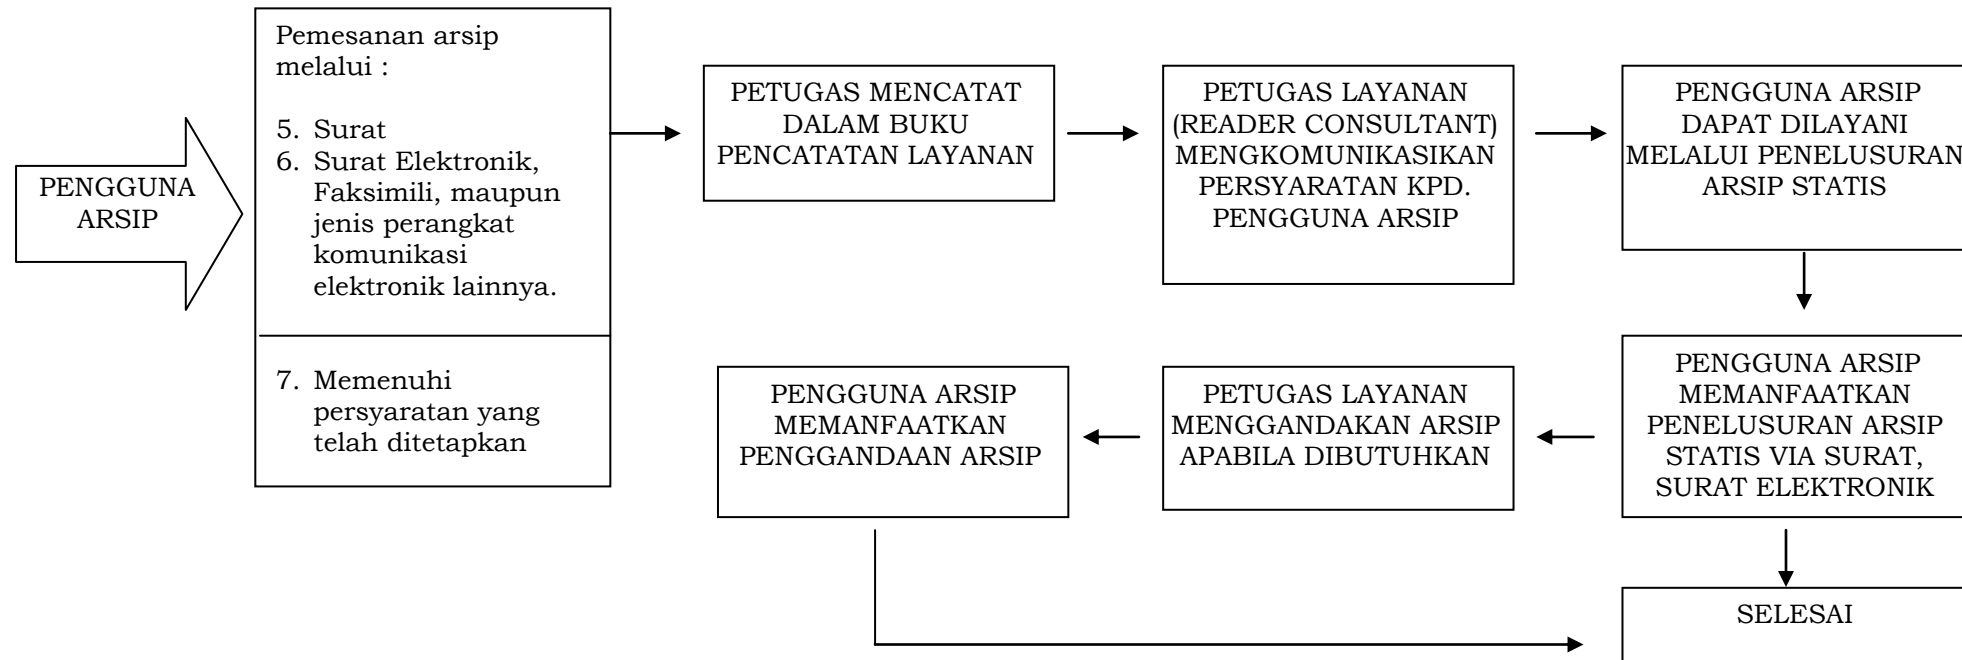 PENGGUNA
ARSIP
Pemesanan arsip
melalui :
5. Surat
6. Surat Elektronik,
Faksimili, maupun
jenis perangkat
komunikasi
elektronik lainnya.
7. Memenuhi
persyaratan yang
telah ditetapkan
PETUGAS MENCATAT
DALAM BUKU
PENCATATAN LAYANAN
PETUGAS LAYANAN
(READER CONSULTANT)
MENGKOMUNIKASIKAN
PERSYARATAN KPD.
PENGGUNA ARSIP
PENGGUNA ARSIP
DAPAT DILAYANI
MELALUI PENELUSURAN
ARSIP STATIS
PENGGUNA ARSIP
MEMANFAATKAN
PENELUSURAN ARSIP
STATIS VIA SURAT,
SURAT ELEKTRONIK
PETUGAS LAYANAN
MENGGANDAKAN ARSIP
APABILA DIBUTUHKAN
PENGGUNA ARSIP
MEMANFAATKAN
PENGGANDAAN ARSIP
SELESAI